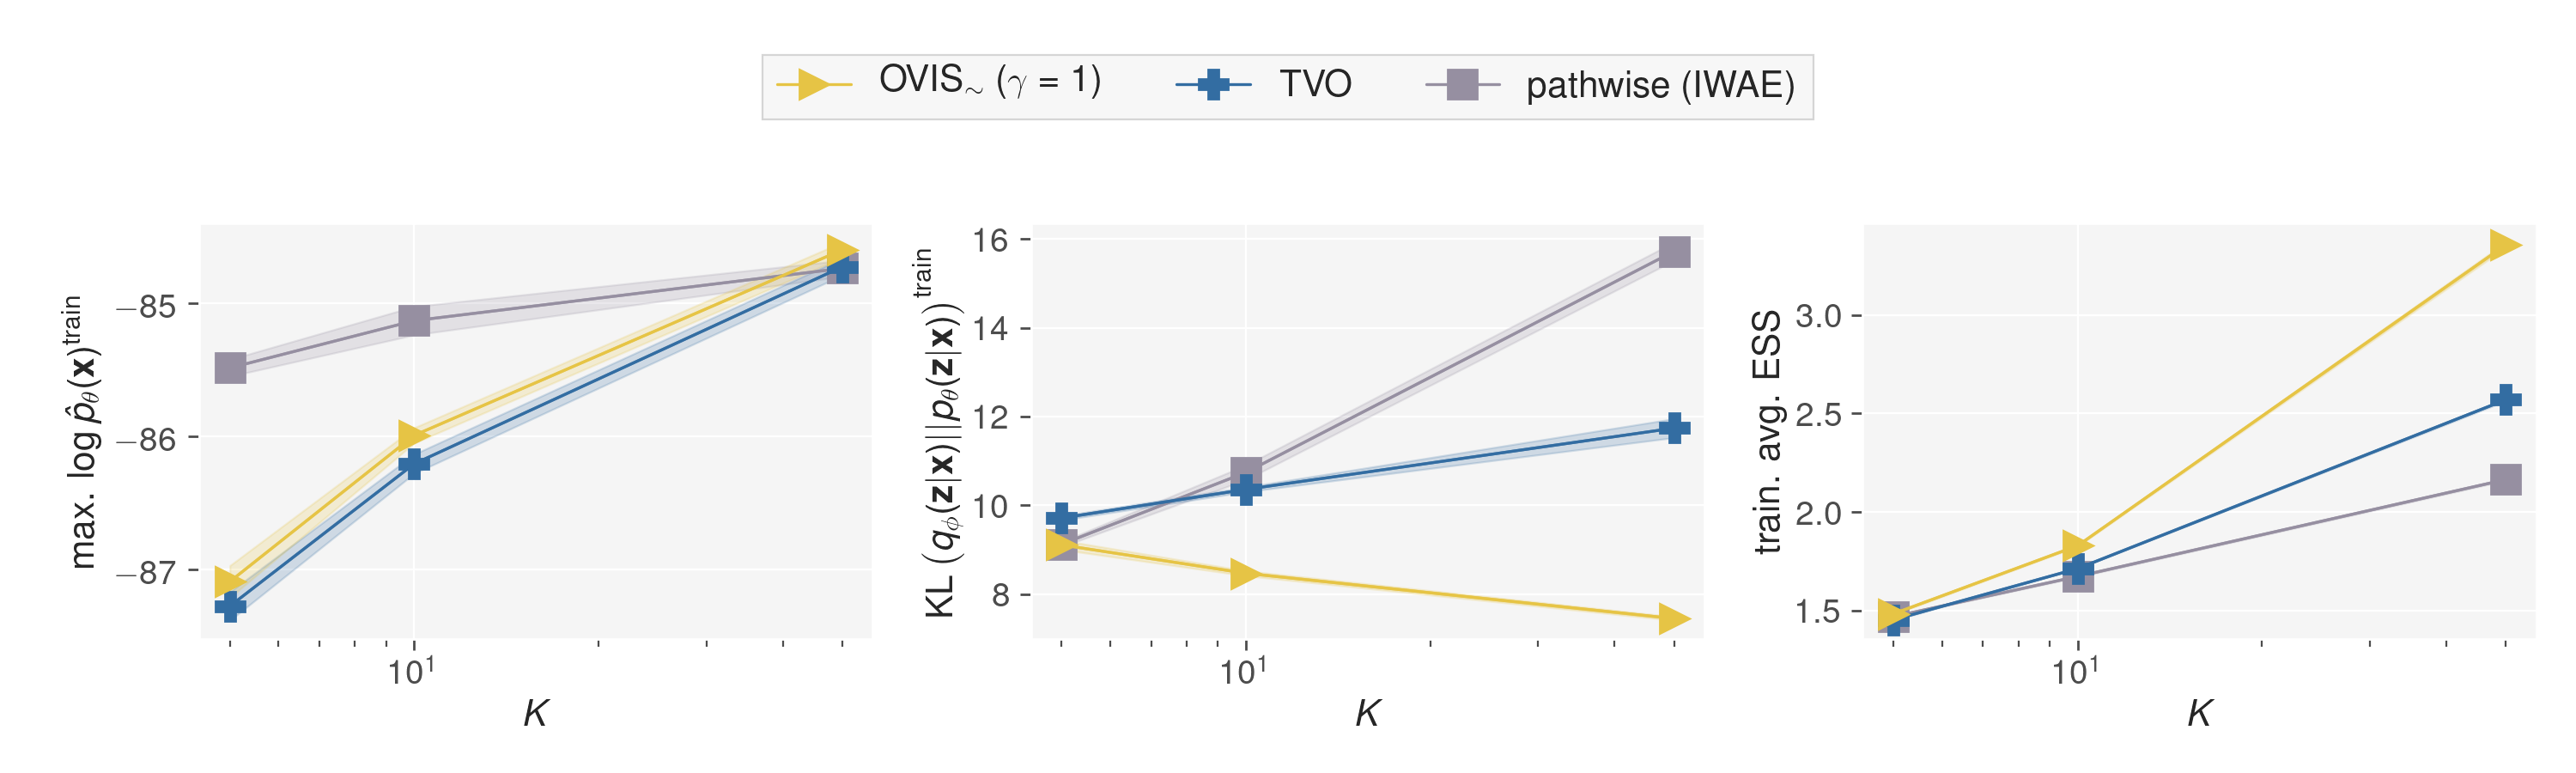 OVIS∼ (γ = 1) TVO pathwise (IWAE)
max. log p̂θ(x)^train
−85
−86
−87
10¹
K
KL (qϕ(z|x)||pθ(z|x))^train
16
14
12
10
8
10¹
K
train. avg. ESS
3.0
2.5
2.0
1.5
10¹
K